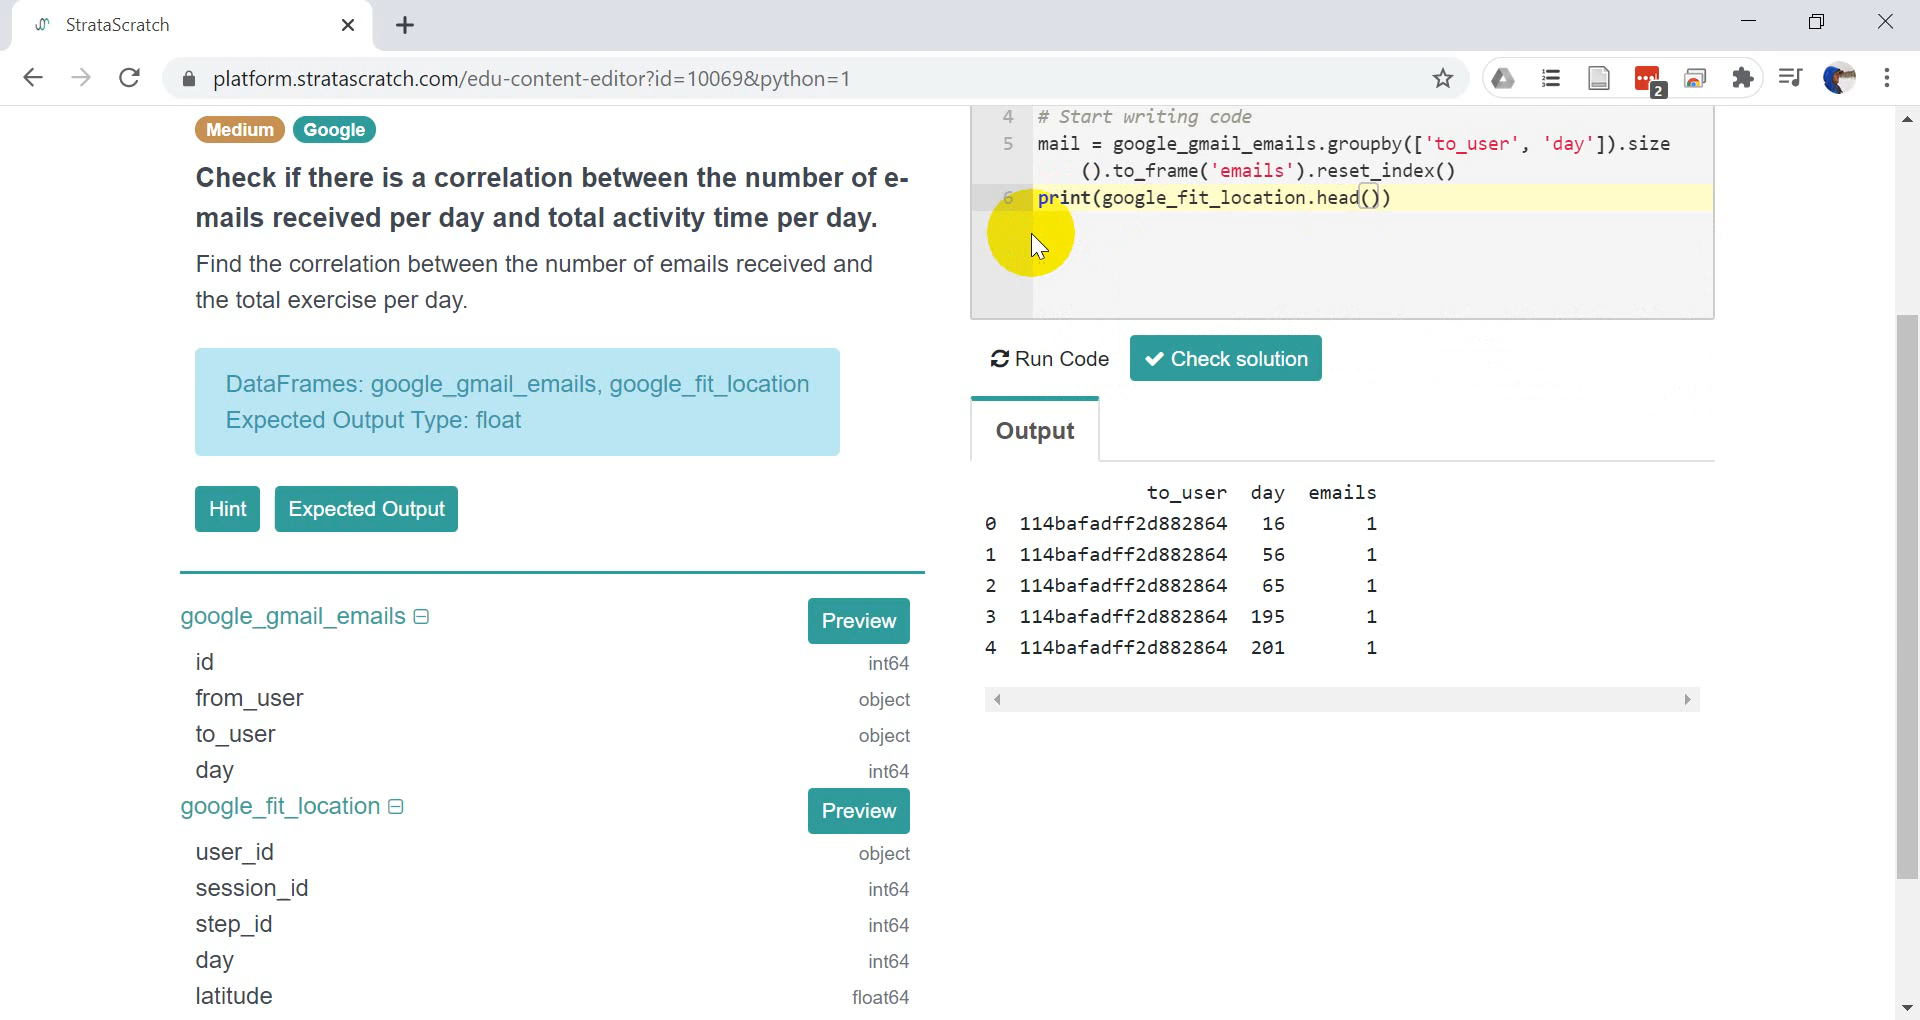 StrataScratch
platform.stratascratch.com/edu-content-editor?id=10069&python=1
2
Medium Google
Check if there is a correlation between the number of e-
mails received per day and total activity time per day.
Find the correlation between the number of emails received and
the total exercise per day.
DataFrames: google_gmail_emails, google_fit_location
Expected Output Type: float
Hint Expected Output
google_gmail_emails Preview
id int64
from_user object
to_user object
day int64
google_fit_location Preview
user_id object
session_id int64
step_id int64
day int64
latitude float64
4 # Start writing code
5 mail = google_gmail_emails.groupby(['to_user', 'day']).size
().to_frame('emails').reset_index()
6 print(google_fit_location.head())
Run Code Check solution
Output
to_user day emails
0 114bafadff2d882864 16 1
1 114bafadff2d882864 56 1
2 114bafadff2d882864 65 1
3 114bafadff2d882864 195 1
4 114bafadff2d882864 201 1